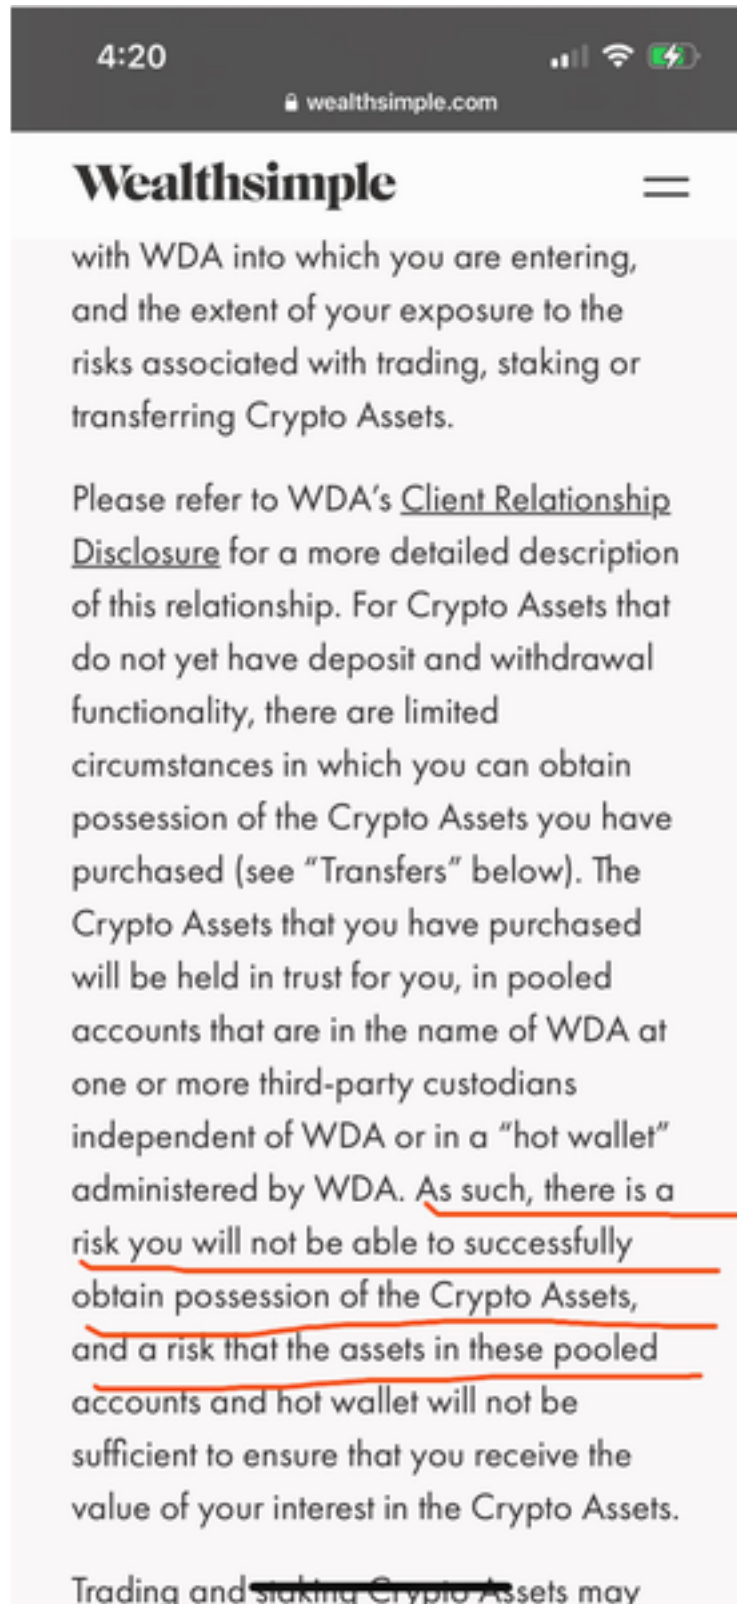 4:20
wealthsimple.com
Wealthsimple
with WDA into which you are entering,
and the extent of your exposure to the
risks associated with trading, staking or
transferring Crypto Assets.
Please refer to WDA’s Client Relationship
Disclosure for a more detailed description
of this relationship. For Crypto Assets that
do not yet have deposit and withdrawal
functionality, there are limited
circumstances in which you can obtain
possession of the Crypto Assets you have
purchased (see “Transfers” below). The
Crypto Assets that you have purchased
will be held in trust for you, in pooled
accounts that are in the name of WDA at
one or more third-party custodians
independent of WDA or in a “hot wallet”
administered by WDA. As such, there is a
risk you will not be able to successfully
obtain possession of the Crypto Assets,
and a risk that the assets in these pooled
accounts and hot wallet will not be
sufficient to ensure that you receive the
value of your interest in the Crypto Assets.
Trading and staking Crypto Assets may